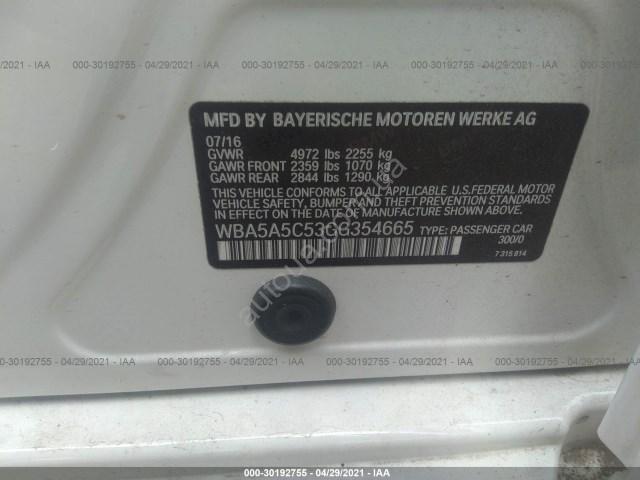 000-30192755 - 04/29/2021 - IAA
MFD BY BAYERISCHE MOTOREN WERKE AG
07/16
GVWR 4972 lbs 2255 kg
GAWR FRONT 2359 lbs 1070 kg
GAWR REAR 2844 lbs 1290 kg
THIS VEHICLE CONFORMS TO ALL APPLICABLE U.S.FEDERAL MOTOR
VEHICLE SAFETY, BUMPER AND THEFT PREVENTION STANDARDS
IN EFFECT ON THE DATE OF MANUFACTURE SHOWN ABOVE.
WBA5A5C53GG354665 TYPE: PASSENGER CAR
300/0
7315814
000-30192755 - 04/29/2021 - IAA
000-30192755 - 04/29/2021 - IAA